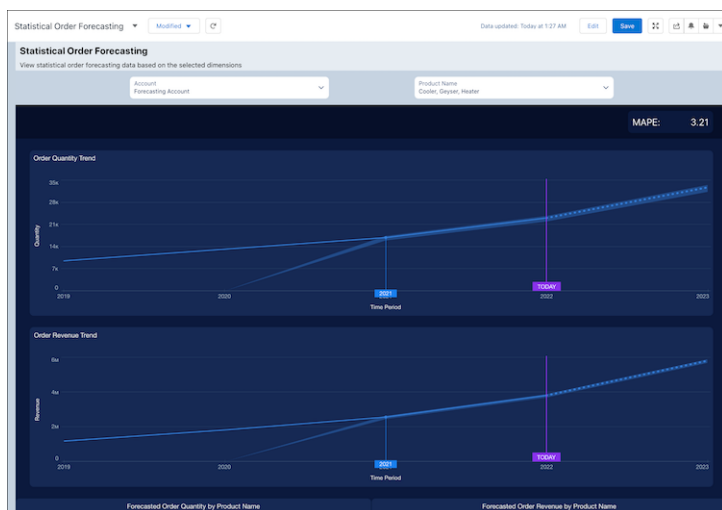 Statistical Order Forecasting
Modified
Data updated: Today at 1:27 AM
Edit
Save
Statistical Order Forecasting
View statistical order forecasting data based on the selected dimensions
Account
Forecasting Account
Product Name
Cooler, Geyser, Heater
MAPE: 3.21
Order Quantity Trend
35K
28K
21K
14K
7K
0
Quantity
2021
TODAY
2019 2020 2022 2023
Time Period
Order Revenue Trend
6M
4M
2M
0
Revenue
2021
TODAY
2019 2020 2022 2023
Time Period
Forecasted Order Quantity by Product Name
Forecasted Order Revenue by Product Name